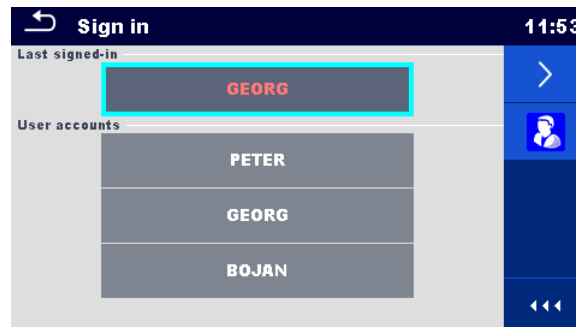 Sign in
11:53
Last signed-in
GEORG
User accounts
PETER
GEORG
BOJAN